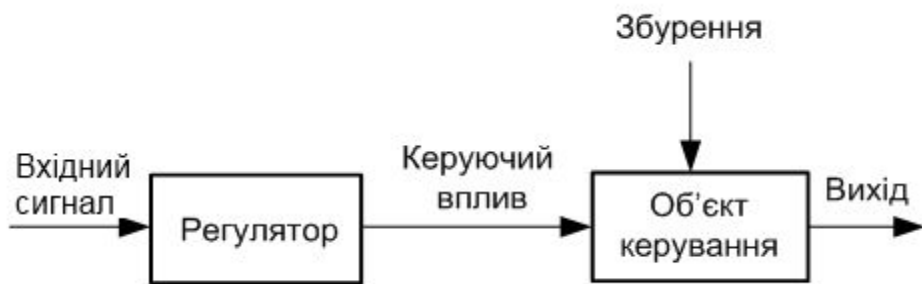 Збурення
Вхідний
сигнал
Регулятор
Керуючий
вплив
Об’єкт
керування
Вихід